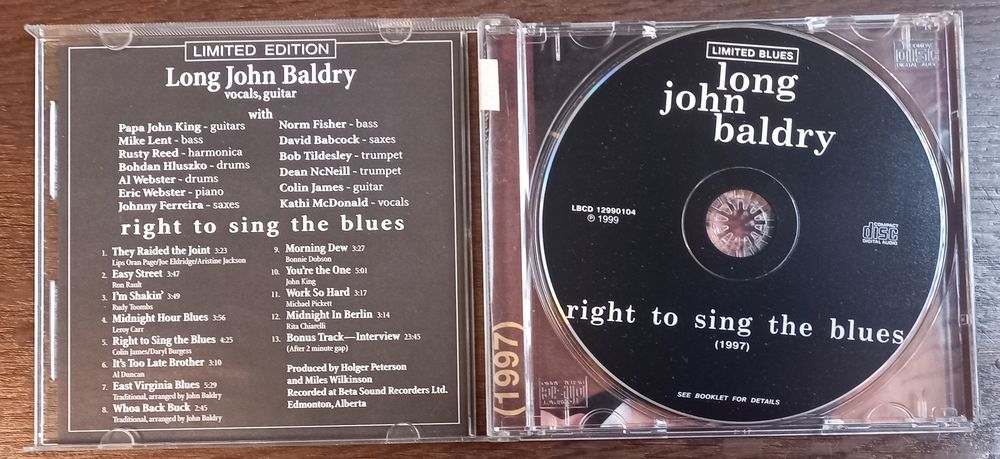 LIMITED EDITION
Long John Baldry
vocals, guitar
with
Papa John King - guitars
Mike Lent - bass
Rusty Reed - harmonica
Bohdan Hluszko - drums
Al Webster - drums
Eric Webster - piano
Johnny Ferreira - saxes
Norm Fisher - bass
David Babcock - saxes
Bob Tildesley - trumpet
Dean McNeill - trumpet
Colin James - guitar
Kathi McDonald - vocals
right to sing the blues
1. They Raided the Joint 3:23
Lips Oran Page/Joe Eldridge/Aristine Jackson
2. Easy Street 3:47
Ron Rault
3. I'm Shakin' 3:49
Rudy Toombs
4. Midnight Hour Blues 3:56
Leroy Carr
5. Right to Sing the Blues 4:25
Colin James/Daryl Burgess
6. It's Too Late Brother 3:10
Al Duncan
7. East Virginia Blues 5:29
Traditional, arranged by John Baldry
8. Whoa Back Buck 2:45
Traditional, arranged by John Baldry
9. Morning Dew 3:27
Bonnie Dobson
10. You're the One 5:01
John King
11. Work So Hard 3:17
Michael Pickett
12. Midnight In Berlin 3:14
Rita Chiarelli
13. Bonus Track—Interview 23:45
(After 2 minute gap)
Produced by Holger Peterson
and Miles Wilkinson
Recorded at Beta Sound Recorders Ltd.
Edmonton, Alberta
(1997)
LIMITED BLUES
long
john
baldry
LBCD 12990104
℗ 1999
COMPACT
disc
DIGITAL AUDIO
right to sing the blues
(1997)
SEE BOOKLET FOR DETAILS
COMPACT
disc
DIGITAL AUDIO